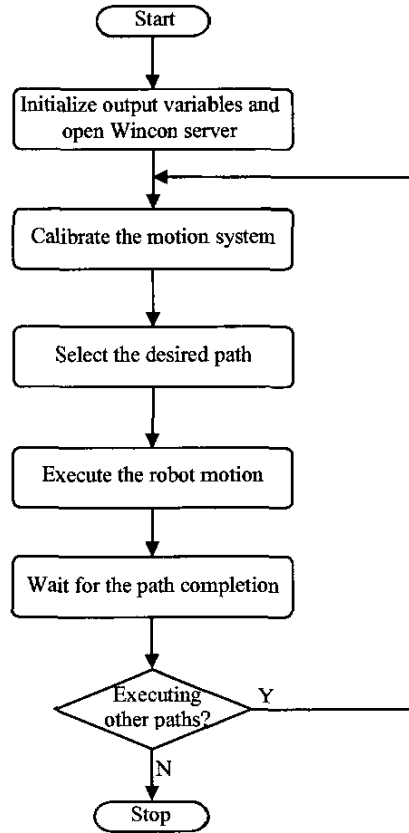 Start
Initialize output variables and
open Wincon server
Calibrate the motion system
Select the desired path
Execute the robot motion
Wait for the path completion
Executing
other paths?
Y
N
Stop